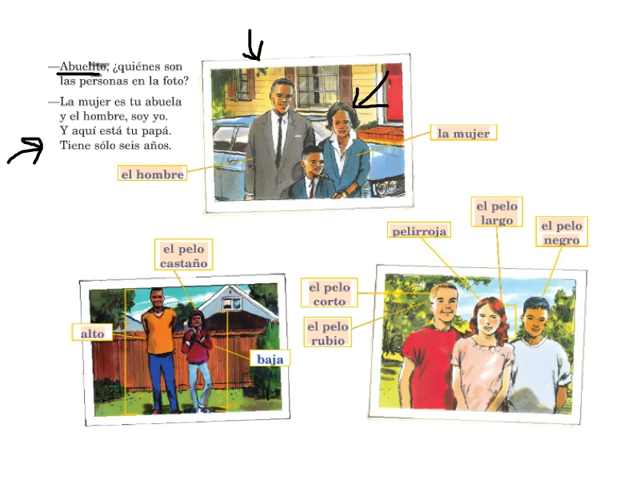 —Abuelito, ¿quiénes son
las personas en la foto?
—La mujer es tu abuela
y el hombre, soy yo.
Y aquí está tu papá.
Tiene sólo seis años.
la mujer
el hombre
el pelo
castaño
alto
baja
pelirroja
el pelo
largo
el pelo
negro
el pelo
corto
el pelo
rubio